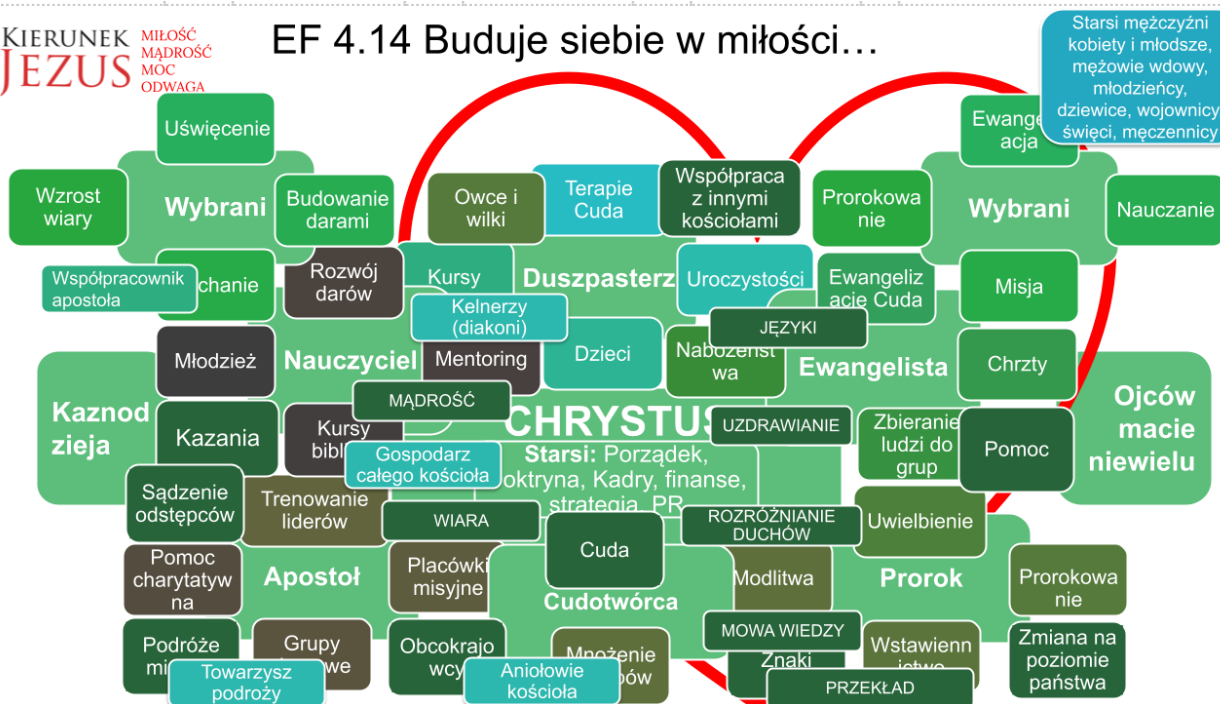 KIERUNEK
JEZUS
MIŁOŚĆ
MĄDROŚĆ
MOC
ODWAGA
EF 4.14 Buduje siebie w miłości…
Starsi mężczyźni
kobiety i młodsze,
mężowie wdowy,
młodzieńcy,
dziewice, wojownicy
święci, męczennicy
Uświęcenie
Wzrost
wiary
Wybrani
Budowanie
darami
Współpracownik
apostoła
chanie
Rozwój
darów
Owce i
wilki
Terapie
Cuda
Współpraca
z innymi
kościołami
Kursy
Duszpasterz
Uroczystości
Kelnerzy
(diakoni)
Ewange
acja
Prorokowa
nie
Wybrani
Nauczanie
Ewangeliz
acje Cuda
Misja
JĘZYKI
Młodzież
Nauczyciel
Mentoring
Dzieci
Nabożeńst
wa
Ewangelista
Chrzty
Kaznod
zieja
Kazania
Kursy
MĄDROŚĆ
CHRYSTUS
UZDRAWIANIE
Zbieranie
ludzi do
grup
Pomoc
Ojców
macie
niewielu
Gospodarz
całego kościoła
Starsi: Porządek,
oktryna, Kadry, finanse,
strategia, PR
Sądzenie
odstępców
Trenowanie
liderów
WIARA
Cuda
ROZRÓŻNIANIE
DUCHÓW
Uwielbienie
Pomoc
charytatyw
na
Apostoł
Placówki
misyjne
Cudotwórca
Modlitwa
Prorok
Prorokowa
nie
Podróże
Grupy
Towarzysz
podroży
Obcokrajo
wcy
Aniołowie
kościoła
Mnożenie
MOWA WIEDZY
Znaki
Wstawienn
PRZEKŁAD
Zmiana na
poziomie
państwa